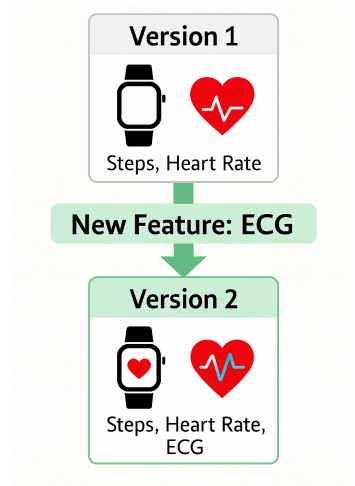 Version 1
Steps, Heart Rate
New Feature: ECG
Version 2
Steps, Heart Rate,
ECG